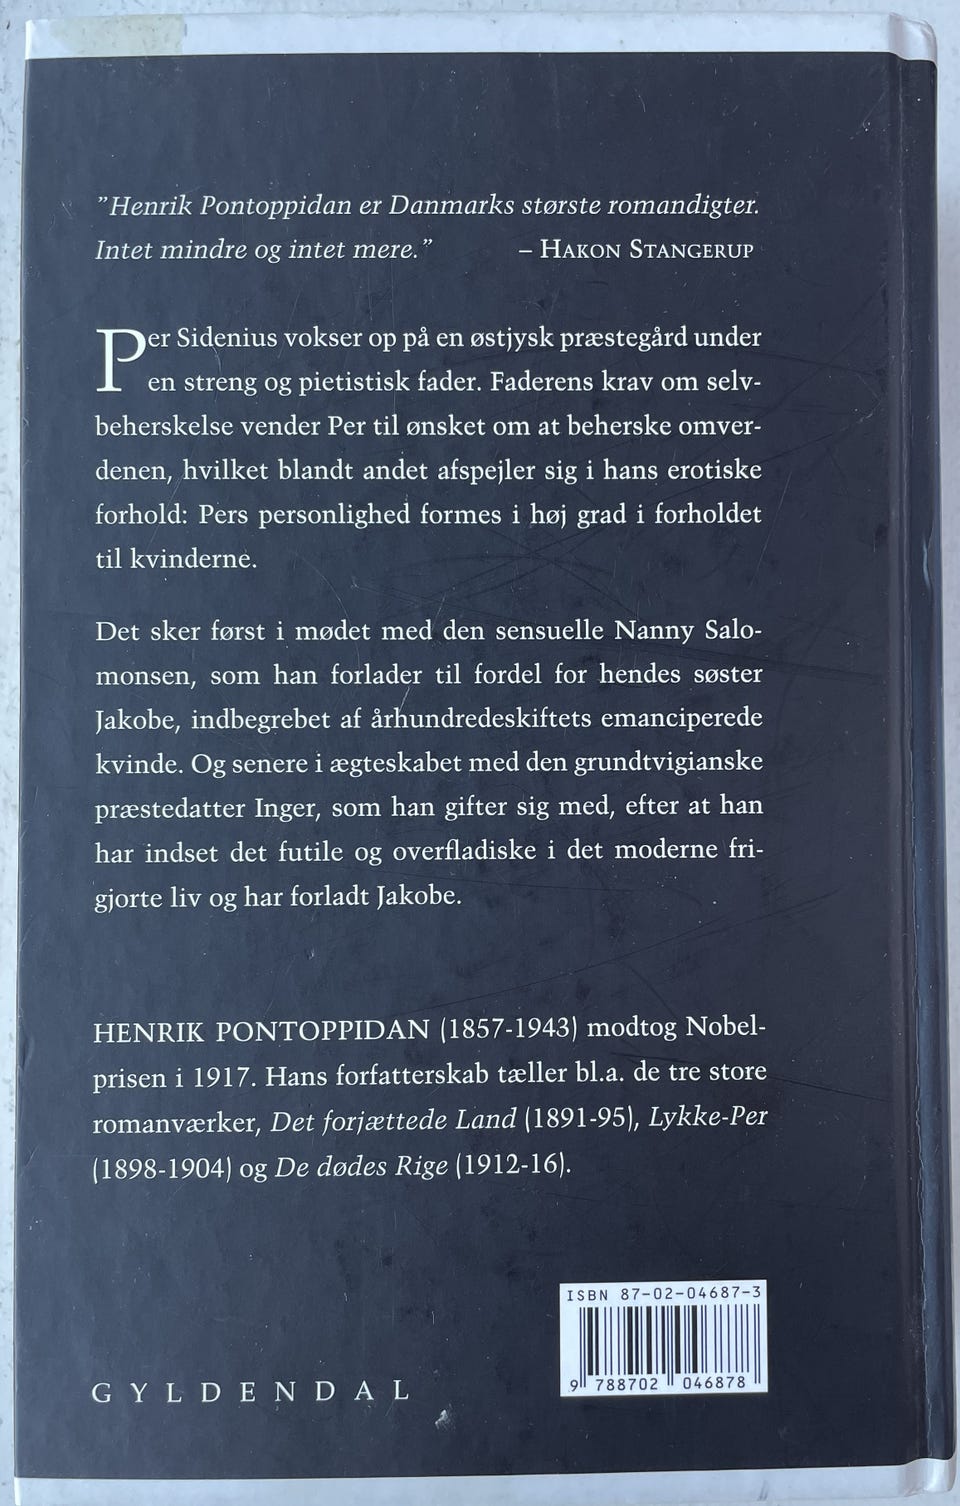 ”Henrik Pontoppidan er Danmarks største romandigter.
Intet mindre og intet mere.” – HAKON STANGERUP
Per Sidenius vokser op på en østjysk præstegård under
en streng og pietistisk fader. Faderens krav om selv-
beherskelse vender Per til ønsket om at beherske omver-
denen, hvilket blandt andet afspejler sig i hans erotiske
forhold: Pers personlighed formes i høj grad i forholdet
til kvinderne.
Det sker først i mødet med den sensuelle Nanny Salo-
monsen, som han forlader til fordel for hendes søster
Jakobe, indbegrebet af århundredeskiftets emanciperede
kvinde. Og senere i ægteskabet med den grundtvigianske
præstedatter Inger, som han gifter sig med, efter at han
har indset det futile og overfladiske i det moderne fri-
gjorte liv og har forladt Jakobe.
HENRIK PONTOPPIDAN (1857-1943) modtog Nobel-
prisen i 1917. Hans forfatterskab tæller bl.a. de tre store
romanværker, Det forjættede Land (1891-95), Lykke-Per
(1898-1904) og De dødes Rige (1912-16).
ISBN 87-02-04687-3
9 788702 046878
GYLDENDAL